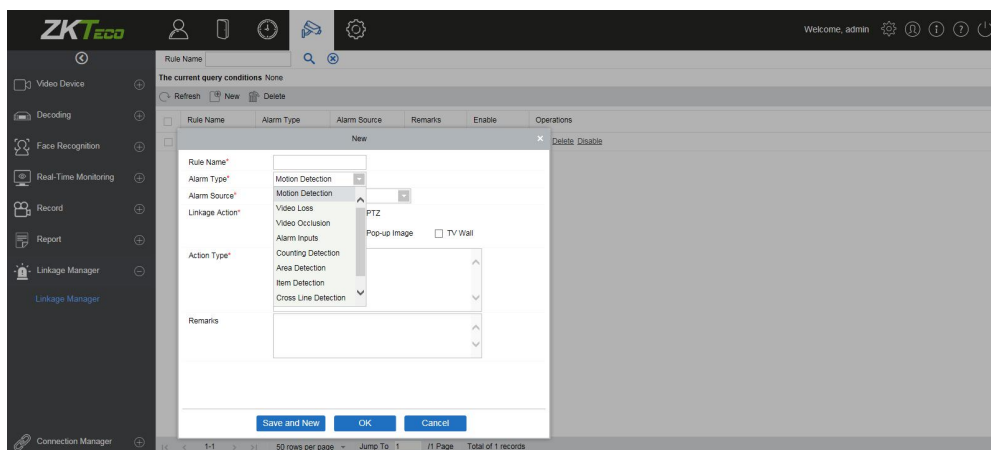 ZKTECO
Welcome, admin
Rule Name
The current query conditions None
Refresh New Delete
Rule Name Alarm Type Alarm Source Remarks Enable Operations
Delete Disable
Video Device
Decoding
Face Recognition
Real-Time Monitoring
Record
Report
Linkage Manager
Linkage Manager
Connection Manager
New
Rule Name*
Alarm Type* Motion Detection
Alarm Source*
Linkage Action* PTZ
Pop-up Image TV Wall
Action Type*
Remarks
Motion Detection
Video Loss
Video Occlusion
Alarm Inputs
Counting Detection
Area Detection
Item Detection
Cross Line Detection
Save and New OK Cancel
1-1 50 rows per page Jump To 1 /1 Page Total of 1 records